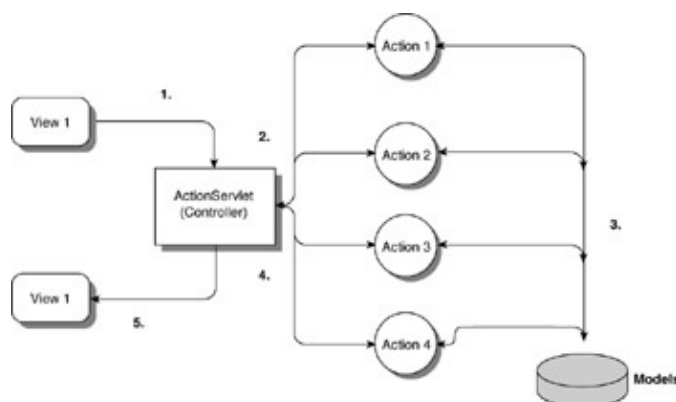 Action 1
1.
View 1
2.
Action 2
ActionServlet
(Controller)
3.
Action 3
4.
View 1
5.
Action 4
Models